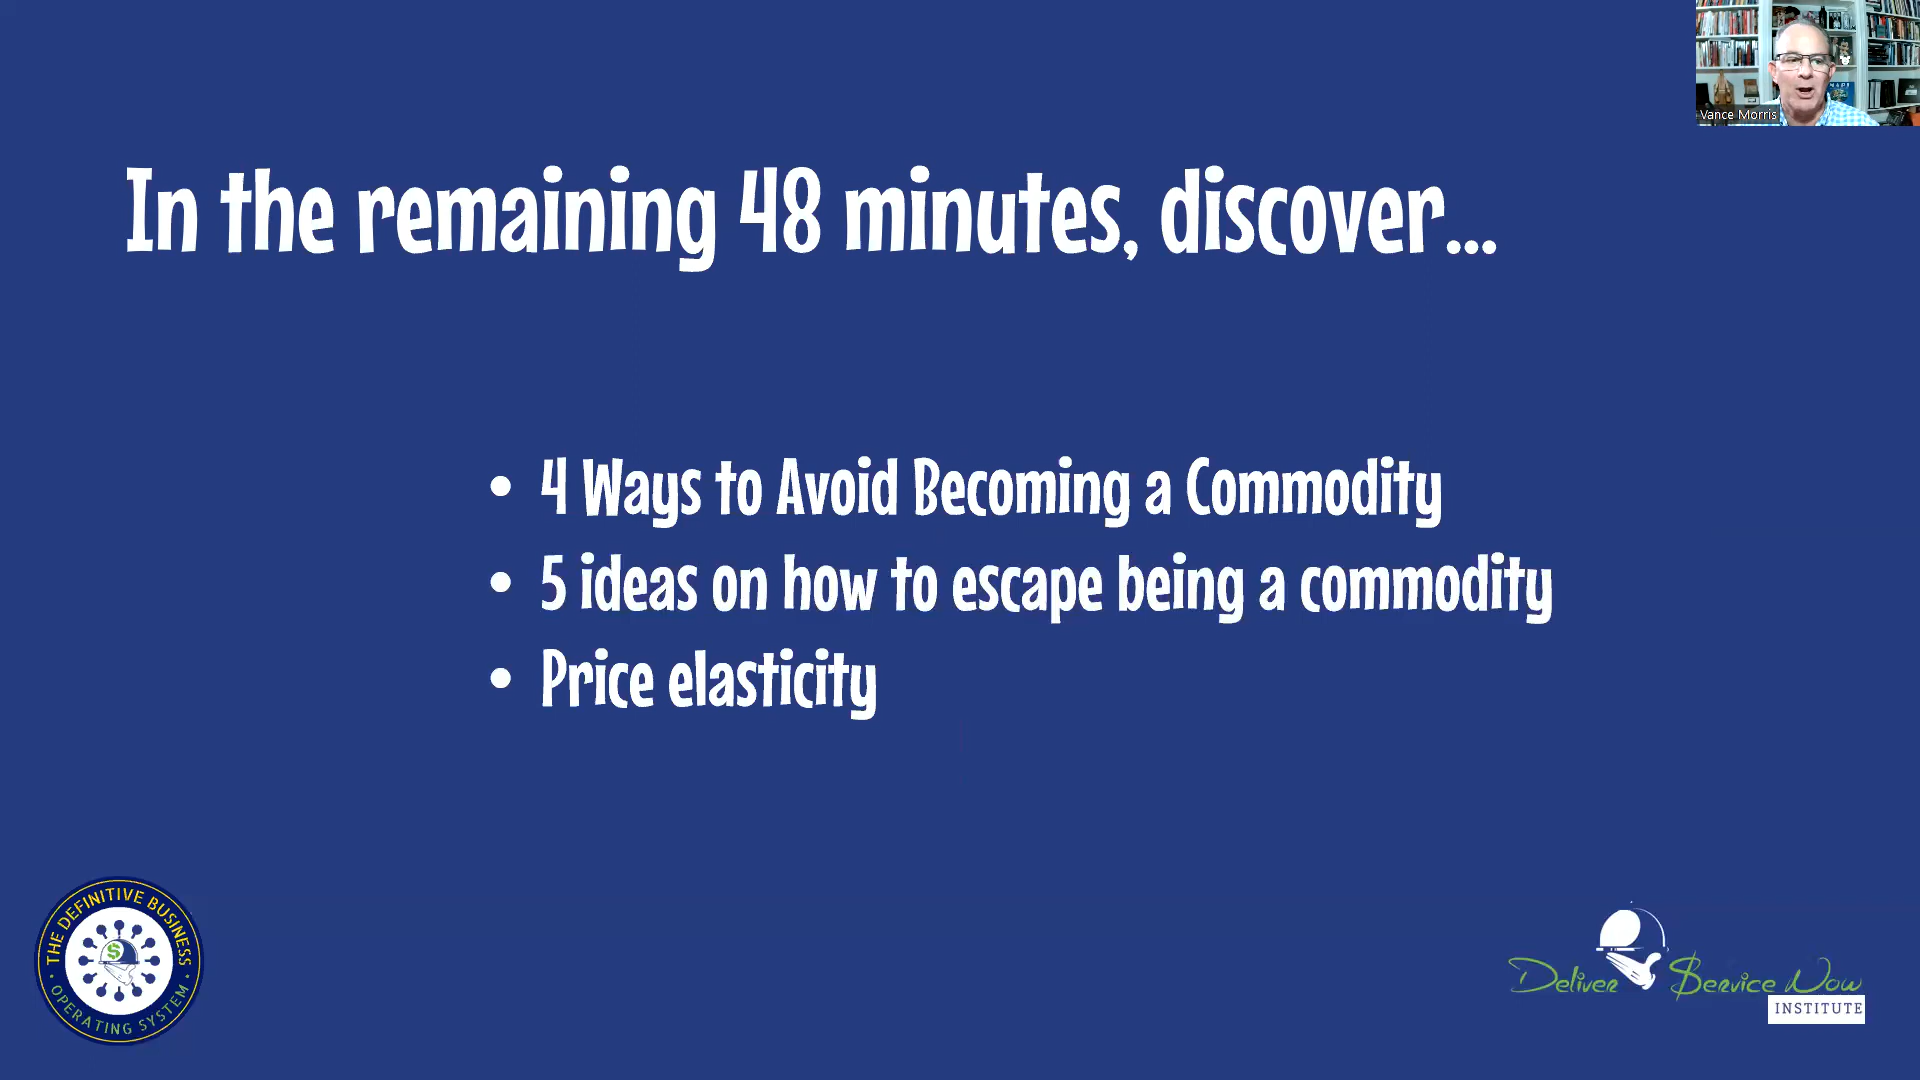 Vance Morris
In the remaining 48 minutes, discover...
• 4 Ways to Avoid Becoming a Commodity
• 5 ideas on how to escape being a commodity
• Price elasticity
THE DEFINITIVE BUSINESS
• OPERATING SYSTEM •
$
Deliver $ervice Now
INSTITUTE